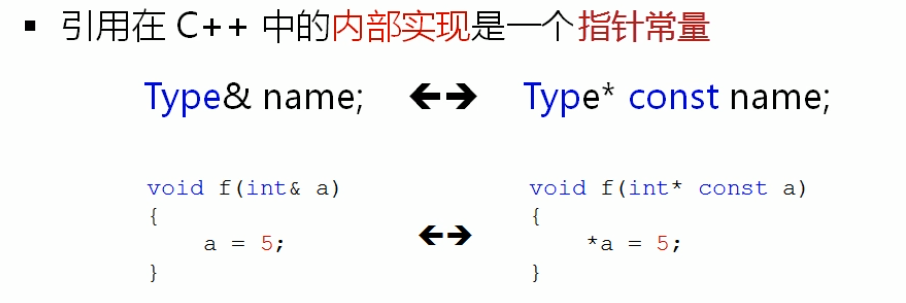 ▪ 引用在 C++ 中的内部实现是一个指针常量
Type& name; ←→ Type* const name;
void f(int& a)
{
    a = 5;
}
←→
void f(int* const a)
{
    *a = 5;
}